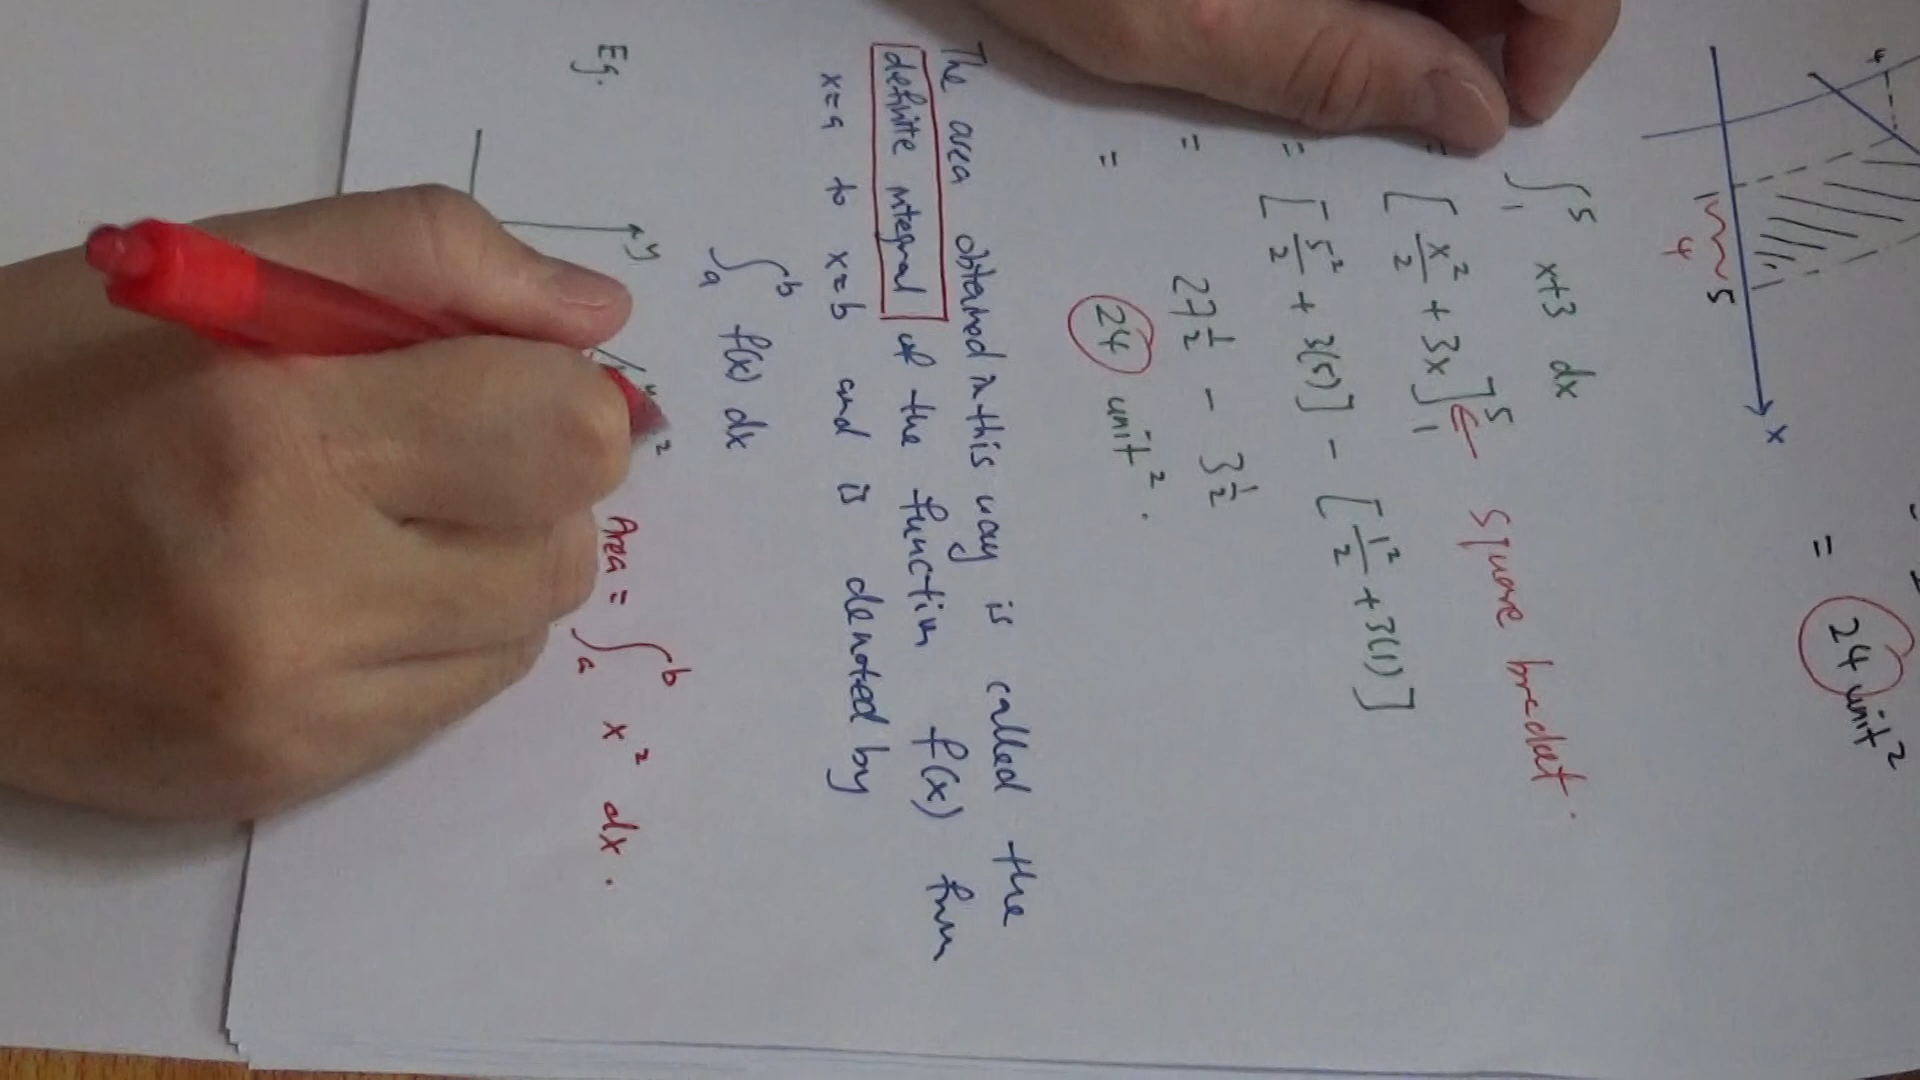 4
5
4
x
= 24 unit²
∫₁⁵ x+3 dx
= [x²/2 + 3x]₁⁵ ← square bracket.
= [5²/2 + 3(5)] - [1²/2 + 3(1)]
= 27½ - 3½
= 24 unit².
The area obtained in this way is called the
definite integral of the function f(x) from
x=a to x=b and is denoted by
∫ₐᵇ f(x) dx
Eg.
y
Area = ∫ₐᵇ x² dx.